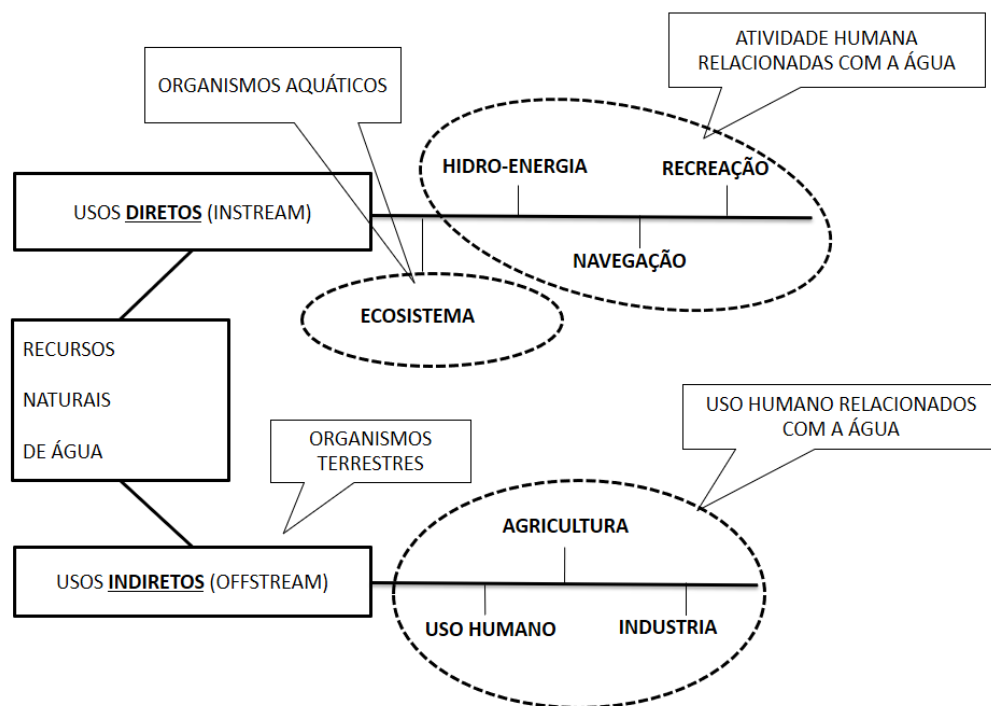 ATIVIDADE HUMANA
RELACIONADAS COM A ÁGUA
ORGANISMOS AQUÁTICOS
HIDRO-ENERGIA
RECREAÇÃO
USOS DIRETOS (INSTREAM)
NAVEGAÇÃO
ECOSISTEMA
RECURSOS
NATURAIS
DE ÁGUA
USO HUMANO RELACIONADOS
COM A ÁGUA
ORGANISMOS
TERRESTRES
AGRICULTURA
USOS INDIRETOS (OFFSTREAM)
USO HUMANO
INDUSTRIA